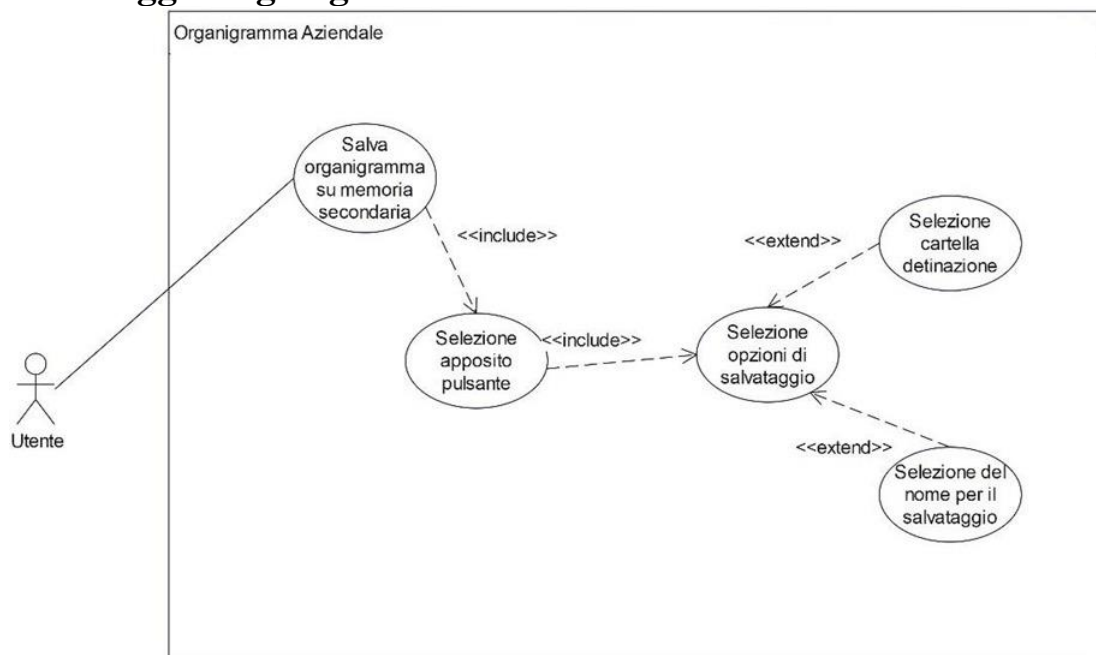 Organigramma Aziendale
Salva
organigramma
su memoria
secondaria
<<include>>
Selezione
apposito
pulsante
<<include>>
Selezione
opzioni di
salvataggio
<<extend>>
Selezione
cartella
detinazione
<<extend>>
Selezione del
nome per il
salvataggio
Utente